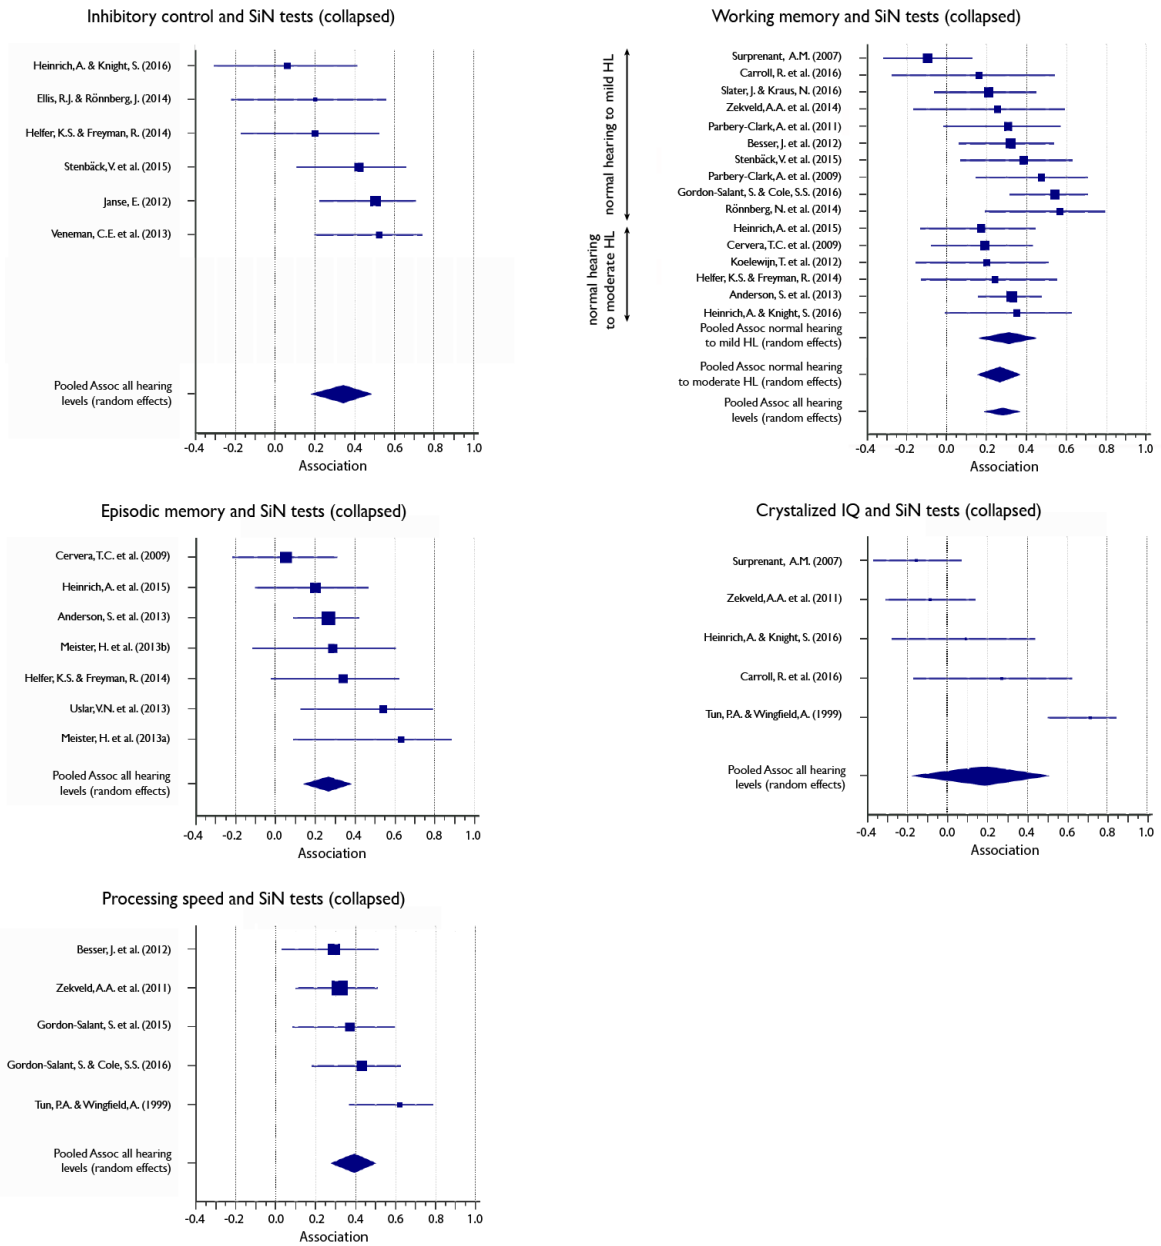 Inhibitory control and SiN tests (collapsed)
Heinrich, A. & Knight, S. (2016)
Ellis, R.J. & Rönnberg, J. (2014)
Helfer, K.S. & Freyman, R. (2014)
Stenbäck, V. et al. (2015)
Janse, E. (2012)
Veneman, C.E. et al. (2013)
Pooled Assoc all hearing
levels (random effects)
-0.4 -0.2 0.0 0.2 0.4 0.6 0.8 1.0
Association
Working memory and SiN tests (collapsed)
normal hearing to mild HL
normal hearing
to moderate HL
Surprenant, A.M. (2007)
Carroll, R. et al. (2016)
Slater, J. & Kraus, N. (2016)
Zekveld, A.A. et al. (2014)
Parbery-Clark, A. et al. (2011)
Besser, J. et al. (2012)
Stenbäck, V. et al. (2015)
Parbery-Clark, A. et al. (2009)
Gordon-Salant, S. & Cole, S.S. (2016)
Rönnberg, N. et al. (2014)
Heinrich, A. et al. (2015)
Cervera, T.C. et al. (2009)
Koelewijn, T. et al. (2012)
Helfer, K.S. & Freyman, R. (2014)
Anderson, S. et al. (2013)
Heinrich, A. & Knight, S. (2016)
Pooled Assoc normal hearing
to mild HL (random effects)
Pooled Assoc normal hearing
to moderate HL (random effects)
Pooled Assoc all hearing
levels (random effects)
-0.4 -0.2 0.0 0.2 0.4 0.6 0.8 1.0
Association
Episodic memory and SiN tests (collapsed)
Cervera, T.C. et al. (2009)
Heinrich, A. et al. (2015)
Anderson, S. et al. (2013)
Meister, H. et al. (2013b)
Helfer, K.S. & Freyman, R. (2014)
Uslar, V.N. et al. (2013)
Meister, H. et al. (2013a)
Pooled Assoc all hearing
levels (random effects)
-0.4 -0.2 0.0 0.2 0.4 0.6 0.8 1.0
Association
Crystalized IQ and SiN tests (collapsed)
Surprenant, A.M. (2007)
Zekveld, A.A. et al. (2011)
Heinrich, A. & Knight, S. (2016)
Carroll, R. et al. (2016)
Tun, P.A. & Wingfield, A. (1999)
Pooled Assoc all hearing
levels (random effects)
-0.4 -0.2 0.0 0.2 0.4 0.6 0.8 1.0
Association
Processing speed and SiN tests (collapsed)
Besser, J. et al. (2012)
Zekveld, A.A. et al. (2011)
Gordon-Salant, S. et al. (2015)
Gordon-Salant, S. & Cole, S.S. (2016)
Tun, P.A. & Wingfield, A. (1999)
Pooled Assoc all hearing
levels (random effects)
-0.4 -0.2 0.0 0.2 0.4 0.6 0.8 1.0
Association